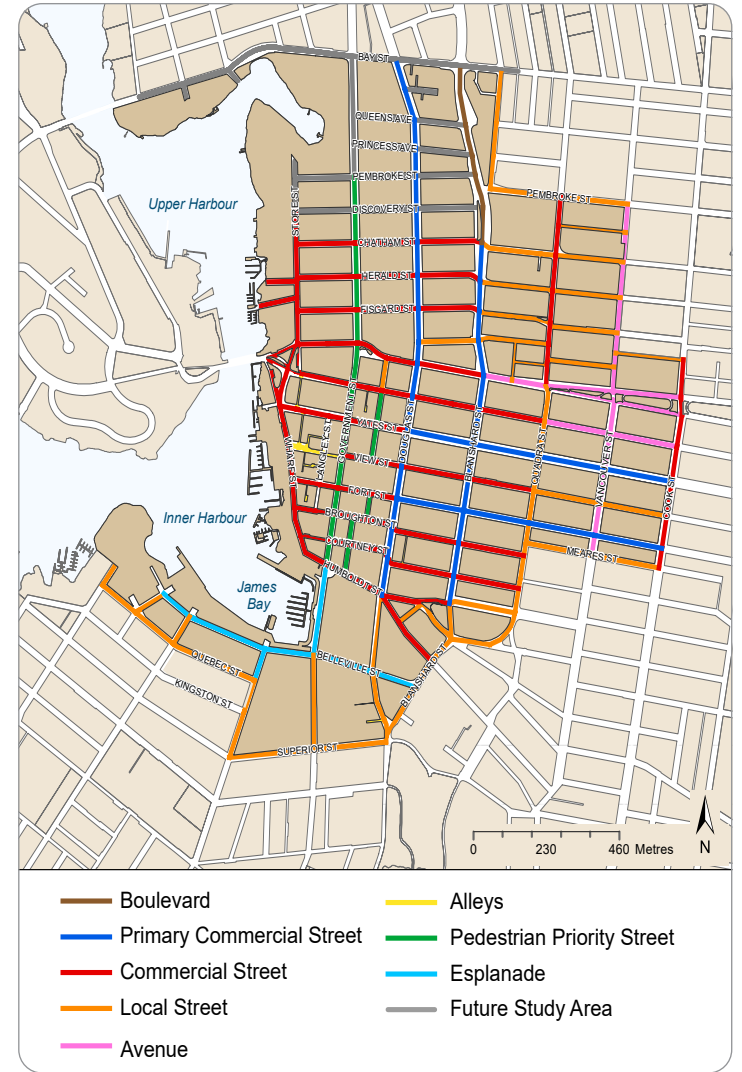 BAY ST
QUEENS AVE
PRINCESS AVE
PEMBROKE ST
PEMBROKE ST
Upper Harbour
STORE ST
DISCOVERY ST
CHATHAM ST
HERALD ST
FISGARD ST
GOVERNMENT ST
DOUGLAS ST
BLANSHARD ST
YATES ST
LANGLEY ST
WHARF ST
VIEW ST
QUADRA ST
VANCOUVER ST
COOK ST
FORT ST
BROUGHTON ST
Inner Harbour
COURTNEY ST
MEARES ST
HUMBOLDT ST
James
Bay
QUEBEC ST
BELLEVILLE ST
BLANSHARD ST
KINGSTON ST
SUPERIOR ST
0 230 460 Metres
N
Boulevard
Primary Commercial Street
Commercial Street
Local Street
Avenue
Alleys
Pedestrian Priority Street
Esplanade
Future Study Area